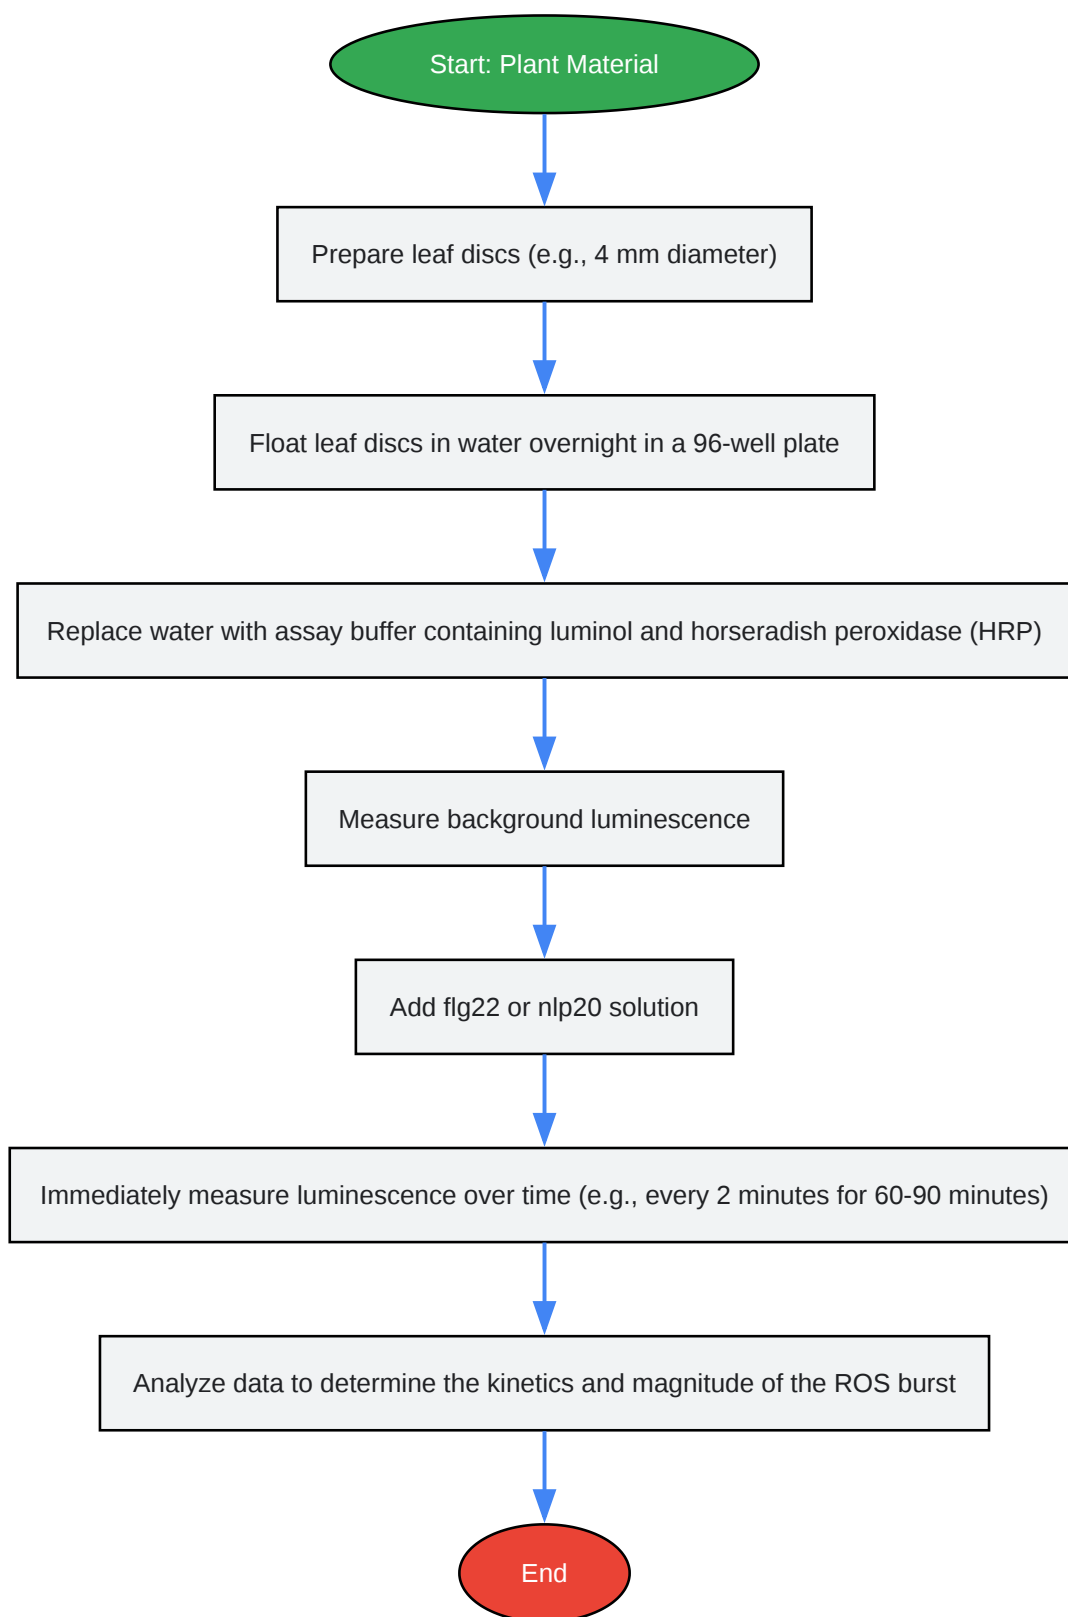 Start: Plant Material
Prepare leaf discs (e.g., 4 mm diameter)
Float leaf discs in water overnight in a 96-well plate
Replace water with assay buffer containing luminol and horseradish peroxidase (HRP)
Measure background luminescence
Add flg22 or nlp20 solution
Immediately measure luminescence over time (e.g., every 2 minutes for 60-90 minutes)
Analyze data to determine the kinetics and magnitude of the ROS burst
End